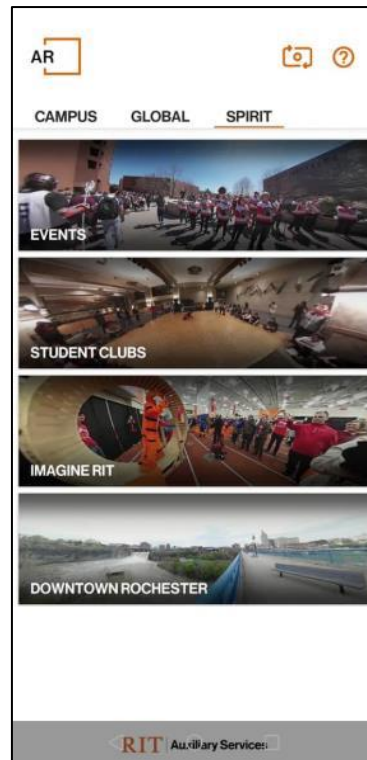 AR
CAMPUS GLOBAL SPIRIT
EVENTS
STUDENT CLUBS
IMAGINE RIT
DOWNTOWN ROCHESTER
RIT Auxiliary Services